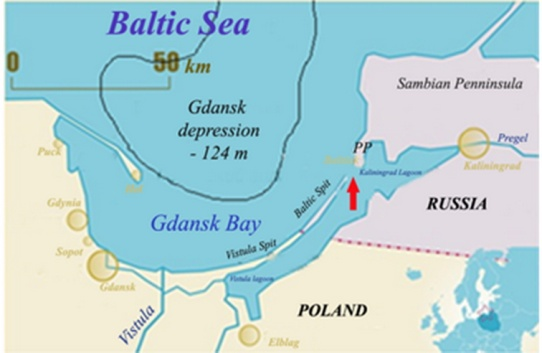 Baltic Sea
0 50 km
Sambian Penninsula
Gdansk
depression
- 124 m
PP
Pregel
Puck
Kaliningrad
Kaliningrad Lagoon
Baltic Spit
RUSSIA
Gdynia
Gdansk Bay
Sopot
Vistula Spit
Gdansk
Vistula lagoon
Vistula
POLAND
Elblag